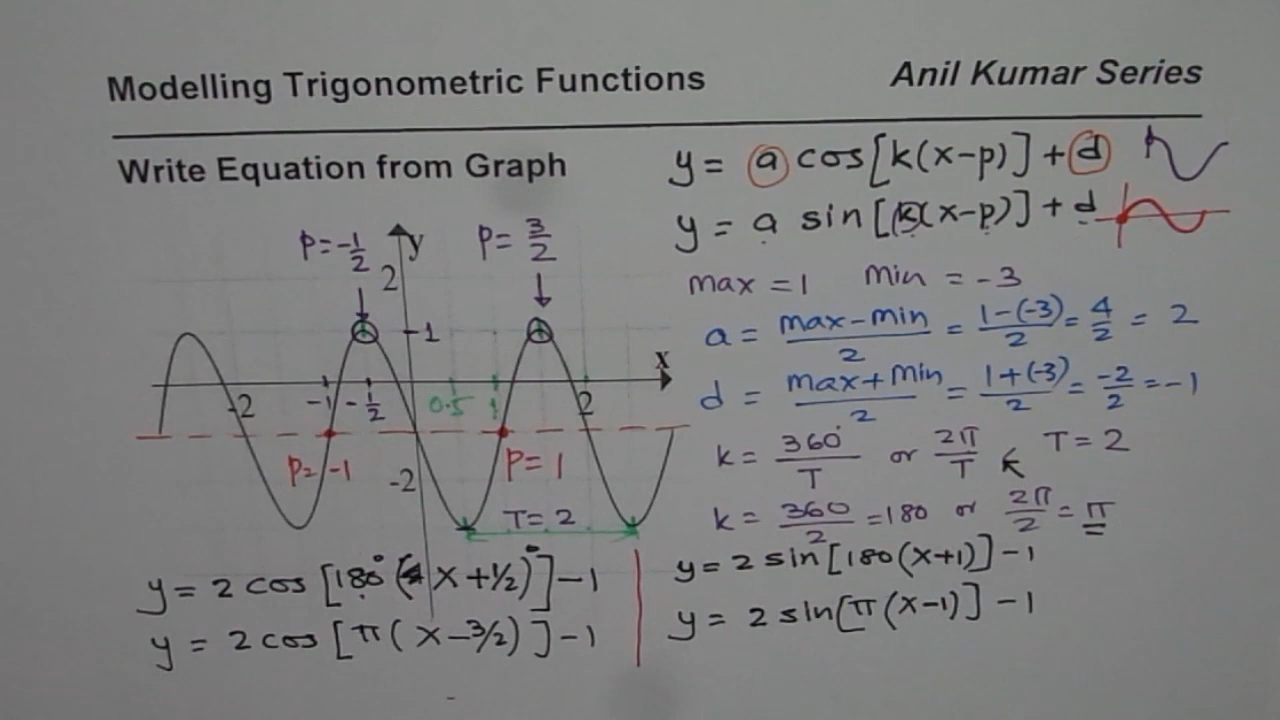 Modelling Trigonometric Functions
Anil Kumar Series
Write Equation from Graph
y = a cos[k(x-p)] + d
y = a sin[k(x-p)] + d
max = 1 min = -3
a = max-min/2 = 1-(-3)/2 = 4/2 = 2
d = max+min/2 = 1+(-3)/2 = -2/2 = -1
k = 360°/T or 2π/T T = 2
k = 360/2 = 180 or 2π/2 = π
p = -1/2 y p = 3/2
2
1
x
-2 -1 -1/2 0.5 1 2
p = -1 p = 1
-2
T = 2
y = 2 cos [180°(x + 1/2)°] - 1
y = 2 cos [π(x - 3/2)] - 1
y = 2 sin [180(x+1)] - 1
y = 2 sin[π(x-1)] - 1